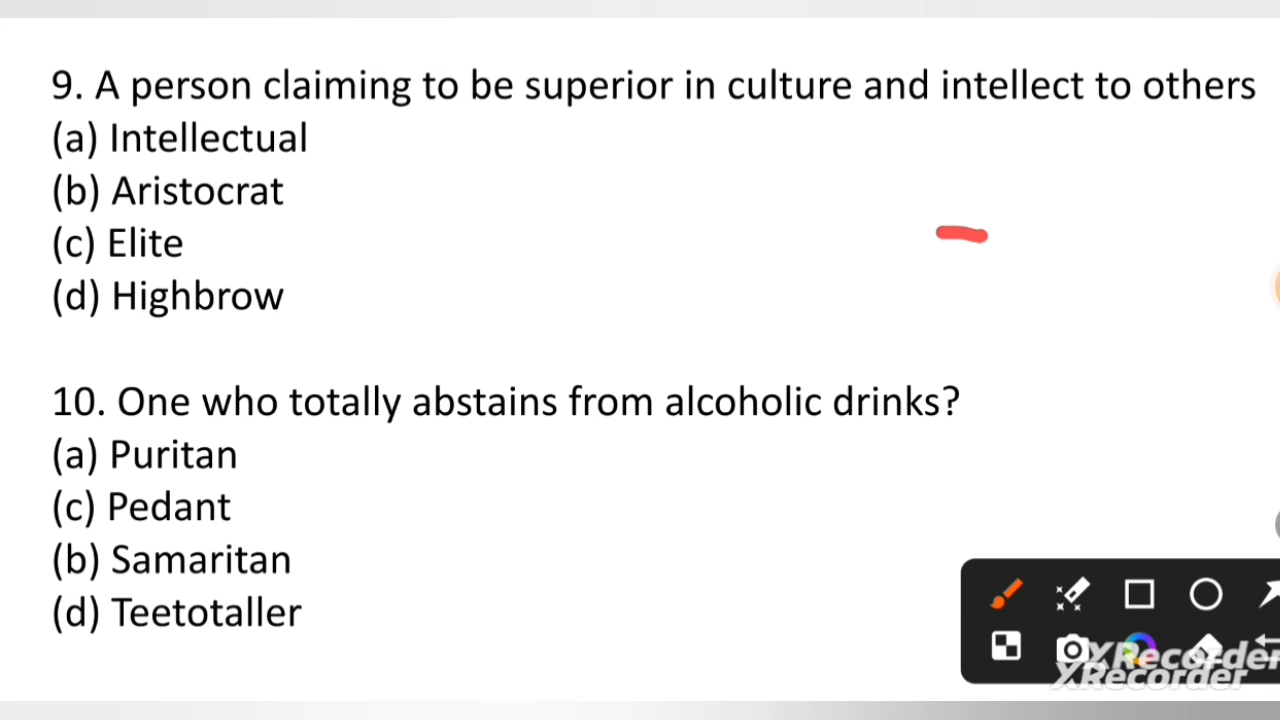 9. A person claiming to be superior in culture and intellect to others
(a) Intellectual
(b) Aristocrat
(c) Elite
(d) Highbrow
10. One who totally abstains from alcoholic drinks?
(a) Puritan
(c) Pedant
(b) Samaritan
(d) Teetotaller
XRecorder
XRecorder